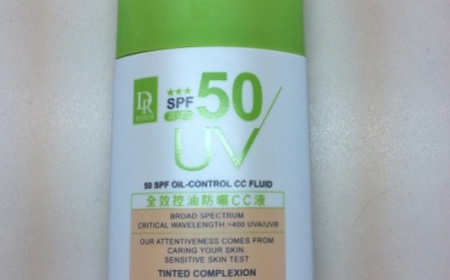 DR
★★★
SPF 50
UV
50 SPF OIL-CONTROL CC FLUID
全效控油防曬CC液
BROAD SPECTRUM
CRITICAL WAVELENGTH >400 UVA/UVB
OUR ATTENTIVENESS COMES FROM
CARING YOUR SKIN.
SENSITIVE SKIN TEST
TINTED COMPLEXION